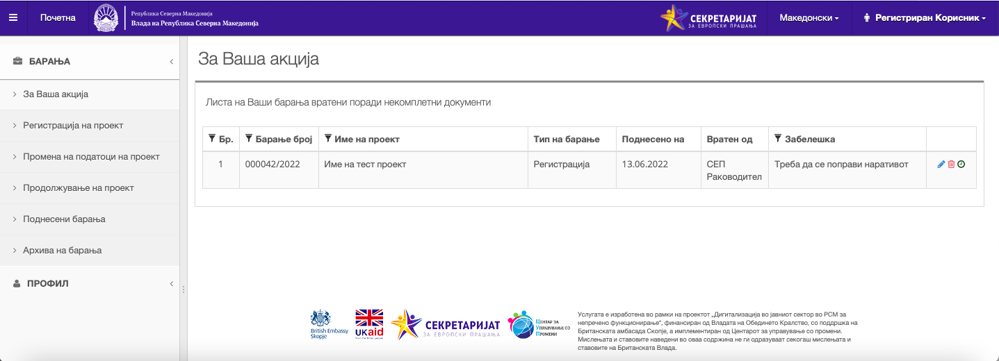 Почетна
Република Северна Македонија
Влада на Република Северна Македонија
СЕКРЕТАРИЈАТ
ЗА ЕВРОПСКИ ПРАШАЊА
Македонски
Регистриран Корисник
БАРАЊА
За Ваша акција
Регистрација на проект
Промена на податоци на проект
Продолжување на проект
Поднесени барања
Архива на барања
ПРОФИЛ
За Ваша акција
Листа на Ваши барања вратени поради некомплетни документи
Бр. Барање број Име на проект Тип на барање Поднесено на Вратен од Забелешка
1 000042/2022 Име на тест проект Регистрација 13.06.2022 СЕП Раководител Треба да се поправи наративот
British Embassy
Skopje
UKaid
from the British people
СЕКРЕТАРИЈАТ
ЗА ЕВРОПСКИ ПРАШАЊА
Центар за
Управување со
Промени
Услугата е изработена во рамки на проектот „Дигитализација во јавниот сектор во РСМ за
непречено функционирање“, финансиран од Владата на Обединето Кралство, со поддршка на
Британската амбасада Скопје, а имплементиран од Центарот за управување со промени.
Мислењата и ставовите наведени во оваа содржина не ги одразуваат секогаш мислењата и
ставовите на Британската Влада.